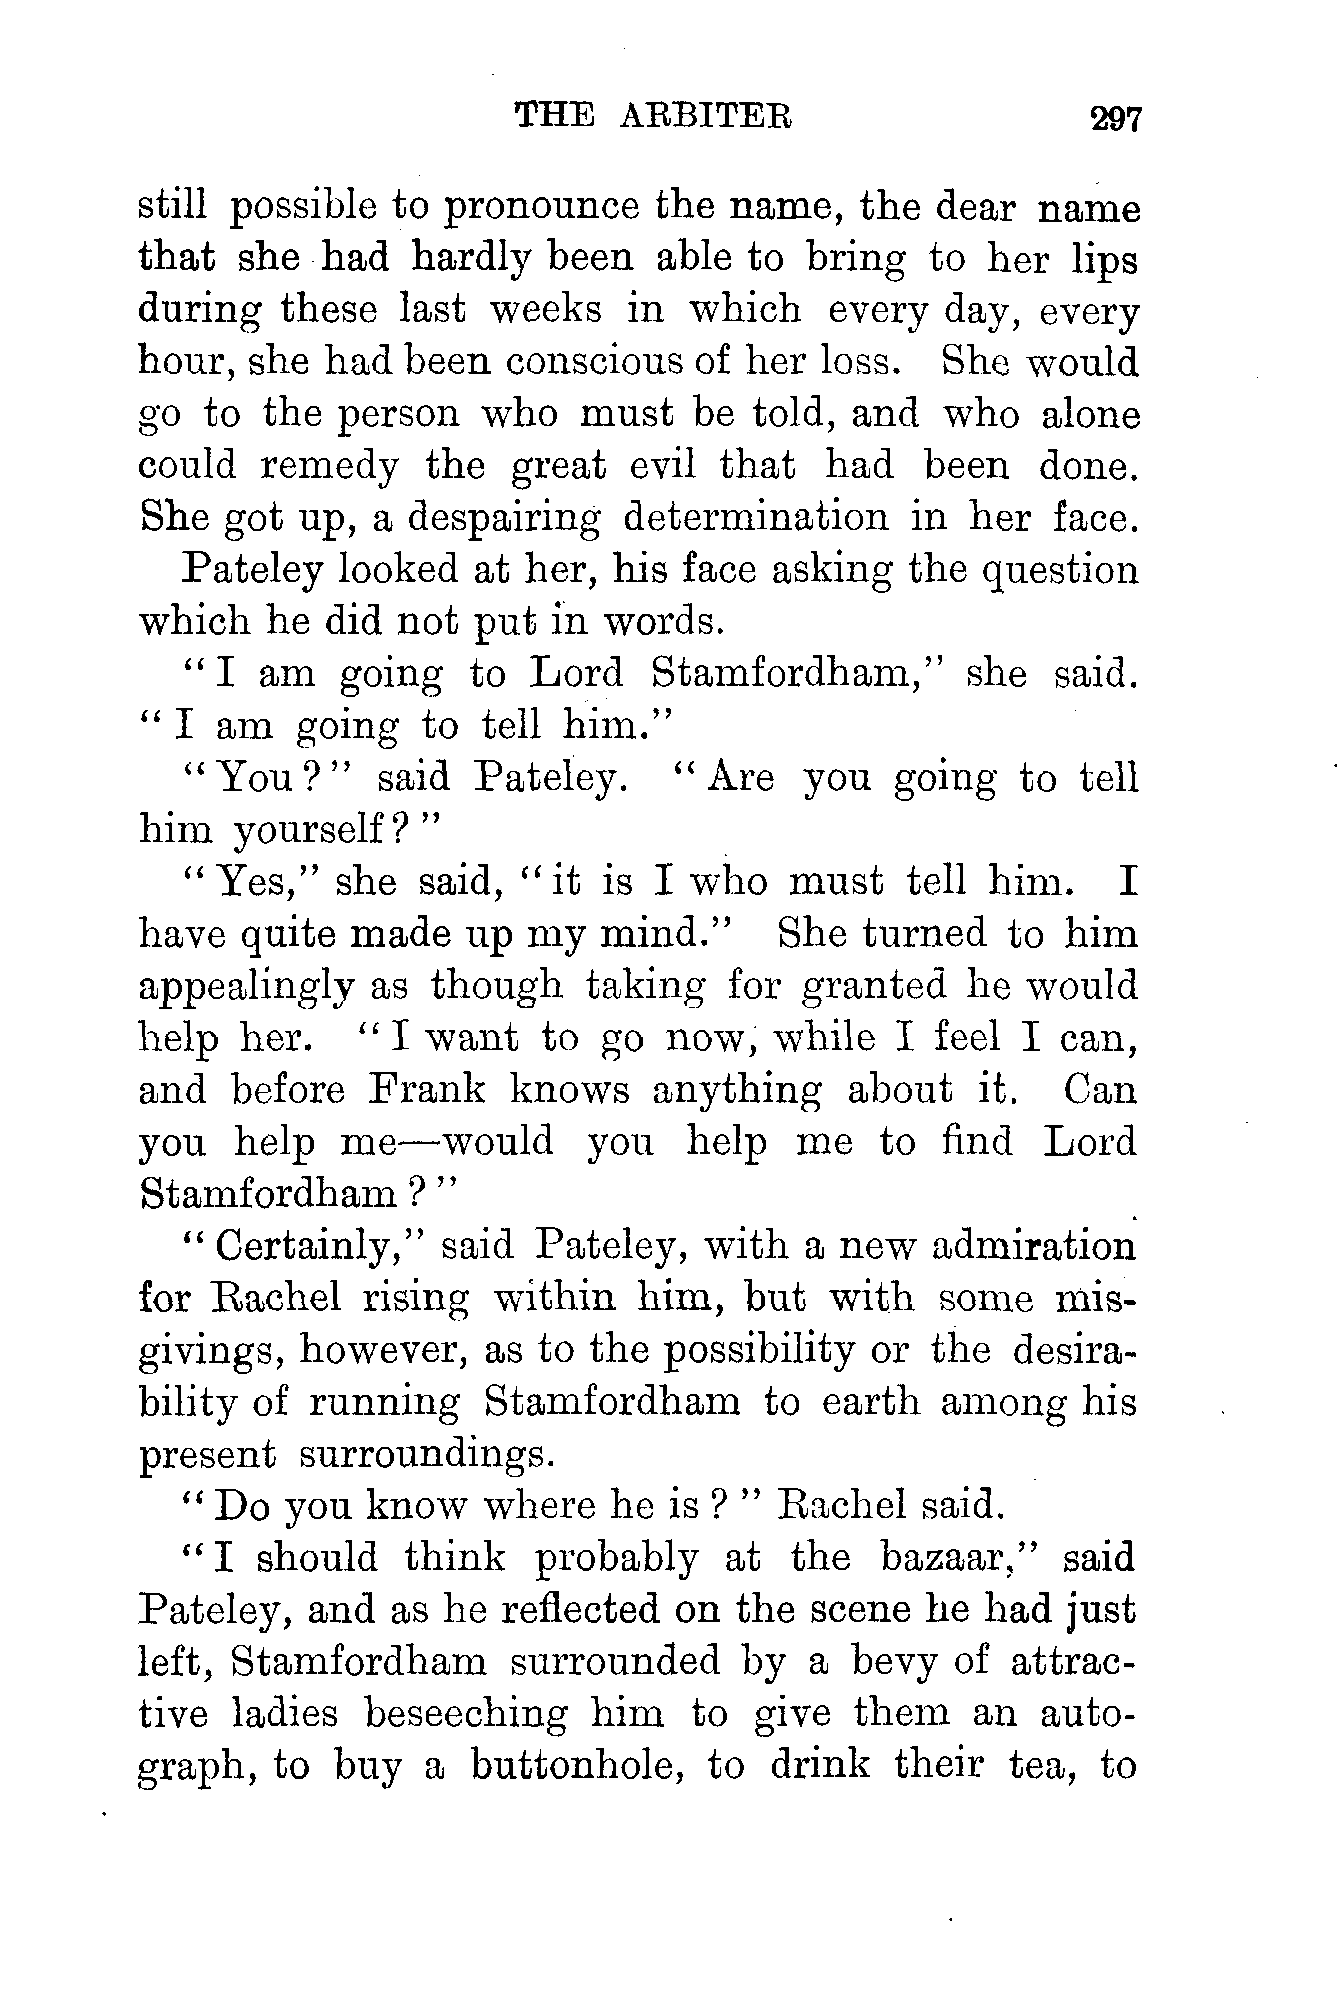 THE ARBITER 297
still possible to pronounce the name, the dear name
that she had hardly been able to bring to her lips
during these last weeks in which every day, every
hour, she had been conscious of her loss. She would
go to the person who must be told, and who alone
could remedy the great evil that had been done.
She got up, a despairing determination in her face.
Pateley looked at her, his face asking the question
which he did not put in words.
"I am going to Lord Stamfordham," she said.
"I am going to tell him."
"You?" said Pateley. "Are you going to tell
him yourself?"
"Yes," she said, "it is I who must tell him. I
have quite made up my mind." She turned to him
appealingly as though taking for granted he would
help her. "I want to go now, while I feel I can,
and before Frank knows anything about it. Can
you help me—would you help me to find Lord
Stamfordham?"
"Certainly," said Pateley, with a new admiration
for Rachel rising within him, but with some mis-
givings, however, as to the possibility or the desira-
bility of running Stamfordham to earth among his
present surroundings.
"Do you know where he is?" Rachel said.
"I should think probably at the bazaar," said
Pateley, and as he reflected on the scene he had just
left, Stamfordham surrounded by a bevy of attrac-
tive ladies beseeching him to give them an auto-
graph, to buy a buttonhole, to drink their tea, to